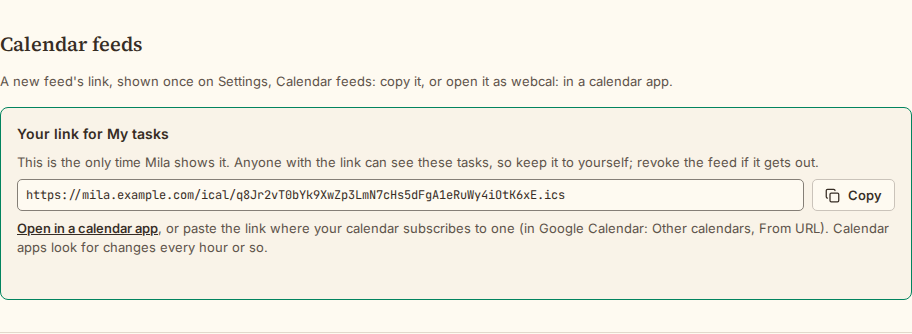 Calendar feeds
A new feed's link, shown once on Settings, Calendar feeds: copy it, or open it as webcal: in a calendar app.
Your link for My tasks
This is the only time Mila shows it. Anyone with the link can see these tasks, so keep it to yourself; revoke the feed if it gets out.
https://mila.example.com/ical/q8Jr2vT0bYk9XwZp3LmN7cHs5dFgA1eRuWy4iOtK6xE.ics
Copy
Open in a calendar app, or paste the link where your calendar subscribes to one (in Google Calendar: Other calendars, From URL). Calendar
apps look for changes every hour or so.